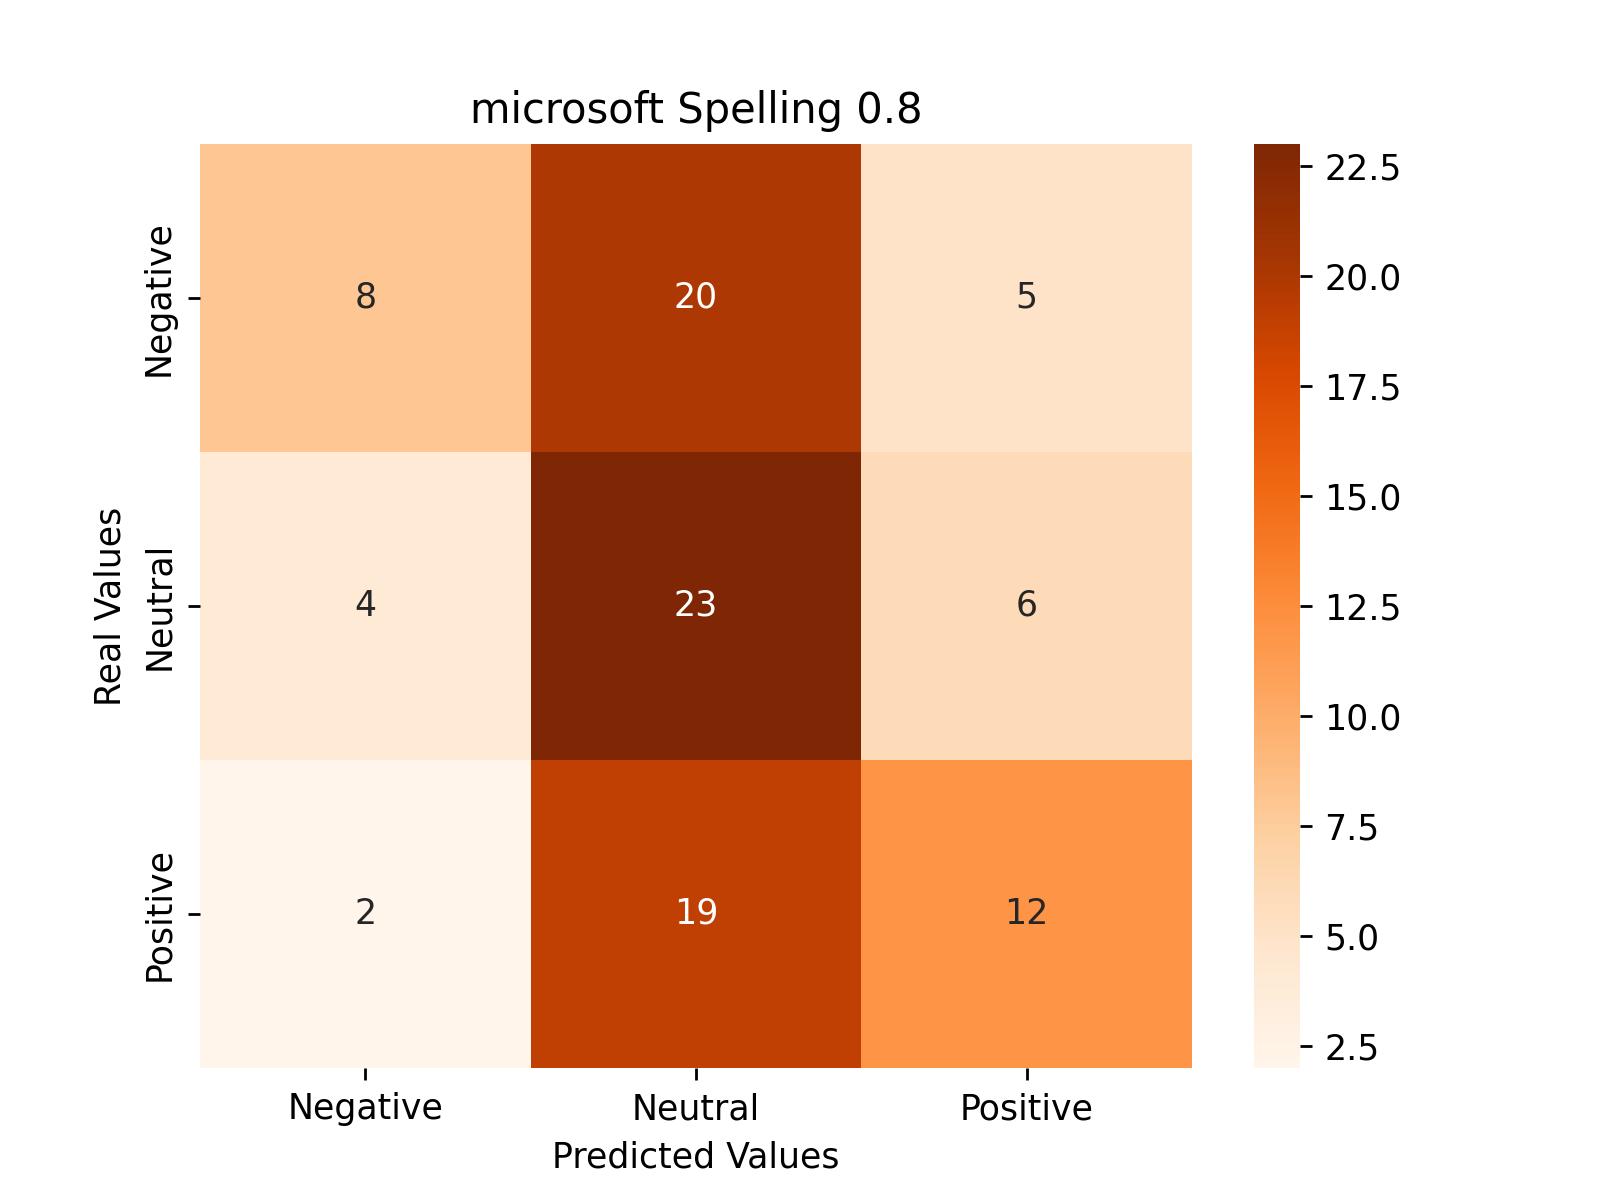 microsoft Spelling 0.8
Real Values
Negative
8
20
5
Neutral
4
23
6
Positive
2
19
12
Negative
Neutral
Positive
Predicted Values
22.5
20.0
17.5
15.0
12.5
10.0
7.5
5.0
2.5